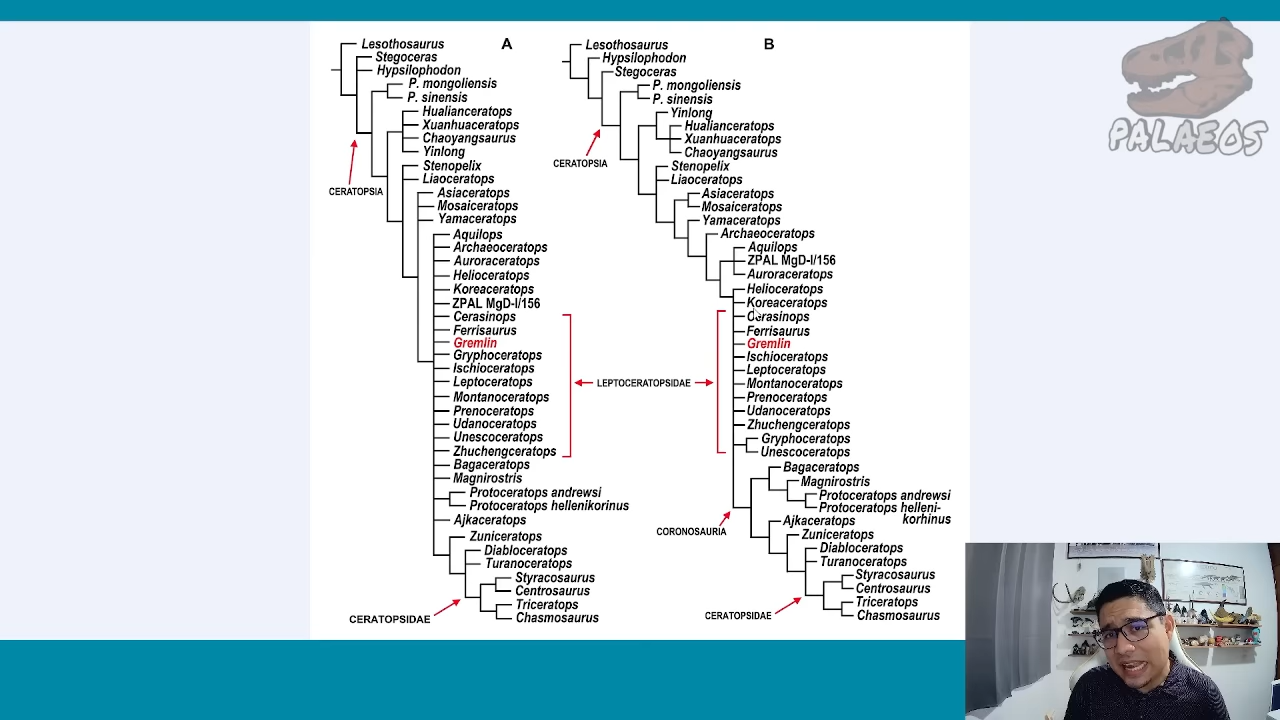 A
Lesothosaurus
Stegoceras
Hypsilophodon
P. mongoliensis
P. sinensis
Hualianceratops
Xuanhuaceratops
Chaoyangsaurus
Yinlong
CERATOPSIA
Stenopelix
Liaoceratops
Asiaceratops
Mosaiceratops
Yamaceratops
Aquilops
Archaeoceratops
Auroraceratops
Helioceratops
Koreaceratops
ZPAL MgD-I/156
Cerasinops
Ferrisaurus
Gremlin
Gryphoceratops
Ischioceratops
Leptoceratops
Montanoceratops
Prenoceratops
Udanoceratops
Unescoceratops
Zhuchengceratops
Bagaceratops
Magnirostris
Protoceratops andrewsi
Protoceratops hellenikorinus
Ajkaceratops
Zuniceratops
Diabloceratops
Turanoceratops
Styracosaurus
Centrosaurus
Triceratops
Chasmosaurus
CERATOPSIDAE
LEPTOCERATOPSIDAE
B
Lesothosaurus
Hypsilophodon
Stegoceras
P. mongoliensis
P. sinensis
Yinlong
Hualianceratops
Xuanhuaceratops
Chaoyangsaurus
CERATOPSIA
Stenopelix
Liaoceratops
Asiaceratops
Mosaiceratops
Yamaceratops
Archaeoceratops
Aquilops
ZPAL MgD-I/156
Auroraceratops
Helioceratops
Koreaceratops
Cerasinops
Ferrisaurus
Gremlin
Ischioceratops
Leptoceratops
Montanoceratops
Prenoceratops
Udanoceratops
Zhuchengceratops
Gryphoceratops
Unescoceratops
Bagaceratops
Magnirostris
Protoceratops andrewsi
Protoceratops helleni-
korhinus
CORONOSAURIA
Ajkaceratops
Zuniceratops
Diabloceratops
Turanoceratops
Styracosaurus
Centrosaurus
Triceratops
Chasmosaurus
CERATOPSIDAE
PALAEOS